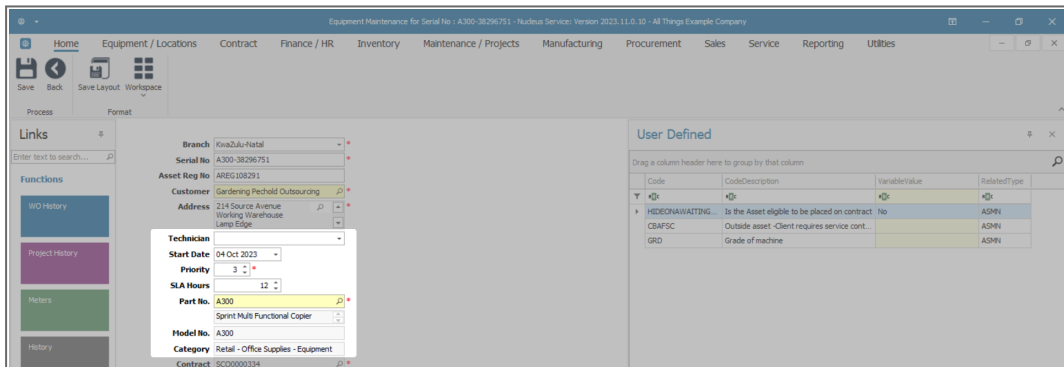 Equipment Maintenance for Serial No : A300-38296751 - Nucleus Service: Version 2023.11.0.10 - All Things Example Company
Home Equipment / Locations Contract Finance / HR Inventory Maintenance / Projects Manufacturing Procurement Sales Service Reporting Utilities
Save Back Save Layout Workspace
Process Format
Links
Enter text to search...
Functions
WO History
Project History
Meters
History
Branch KwaZulu-Natal *
Serial No A300-38296751 *
Asset Reg No AREG108291
Customer Gardening Pechold Outsourcing *
Address 214 Source Avenue *
Working Warehouse
Lamp Edge
Technician
Start Date 04 Oct 2023
Priority 3 *
SLA Hours 12
Part No. A300 *
Sprint Multi Functional Copier
Model No. A300
Category Retail - Office Supplies - Equipment
Contract SCO0000334 *
User Defined
Drag a column header here to group by that column
Code CodeDescription VariableValue RelatedType
HIDEONAWAITING... Is the Asset eligible to be placed on contract No ASMN
CBAFSC Outside asset -Client requires service cont... ASMN
GRD Grade of machine ASMN